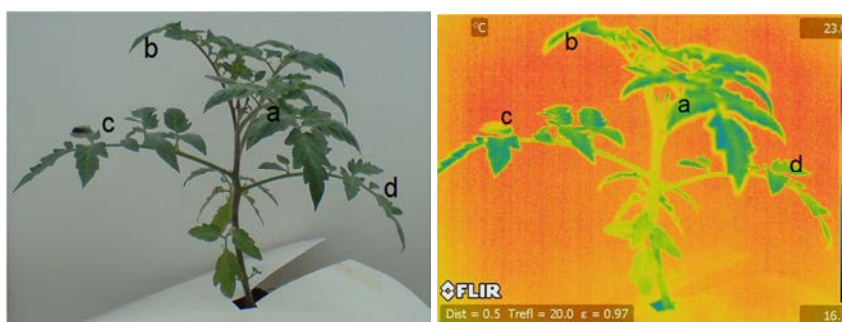 b
a
c
d
°C
23.
b
a
c
d
FLIR
Dist = 0.5 Trefl = 20.0 ε = 0.97
16.